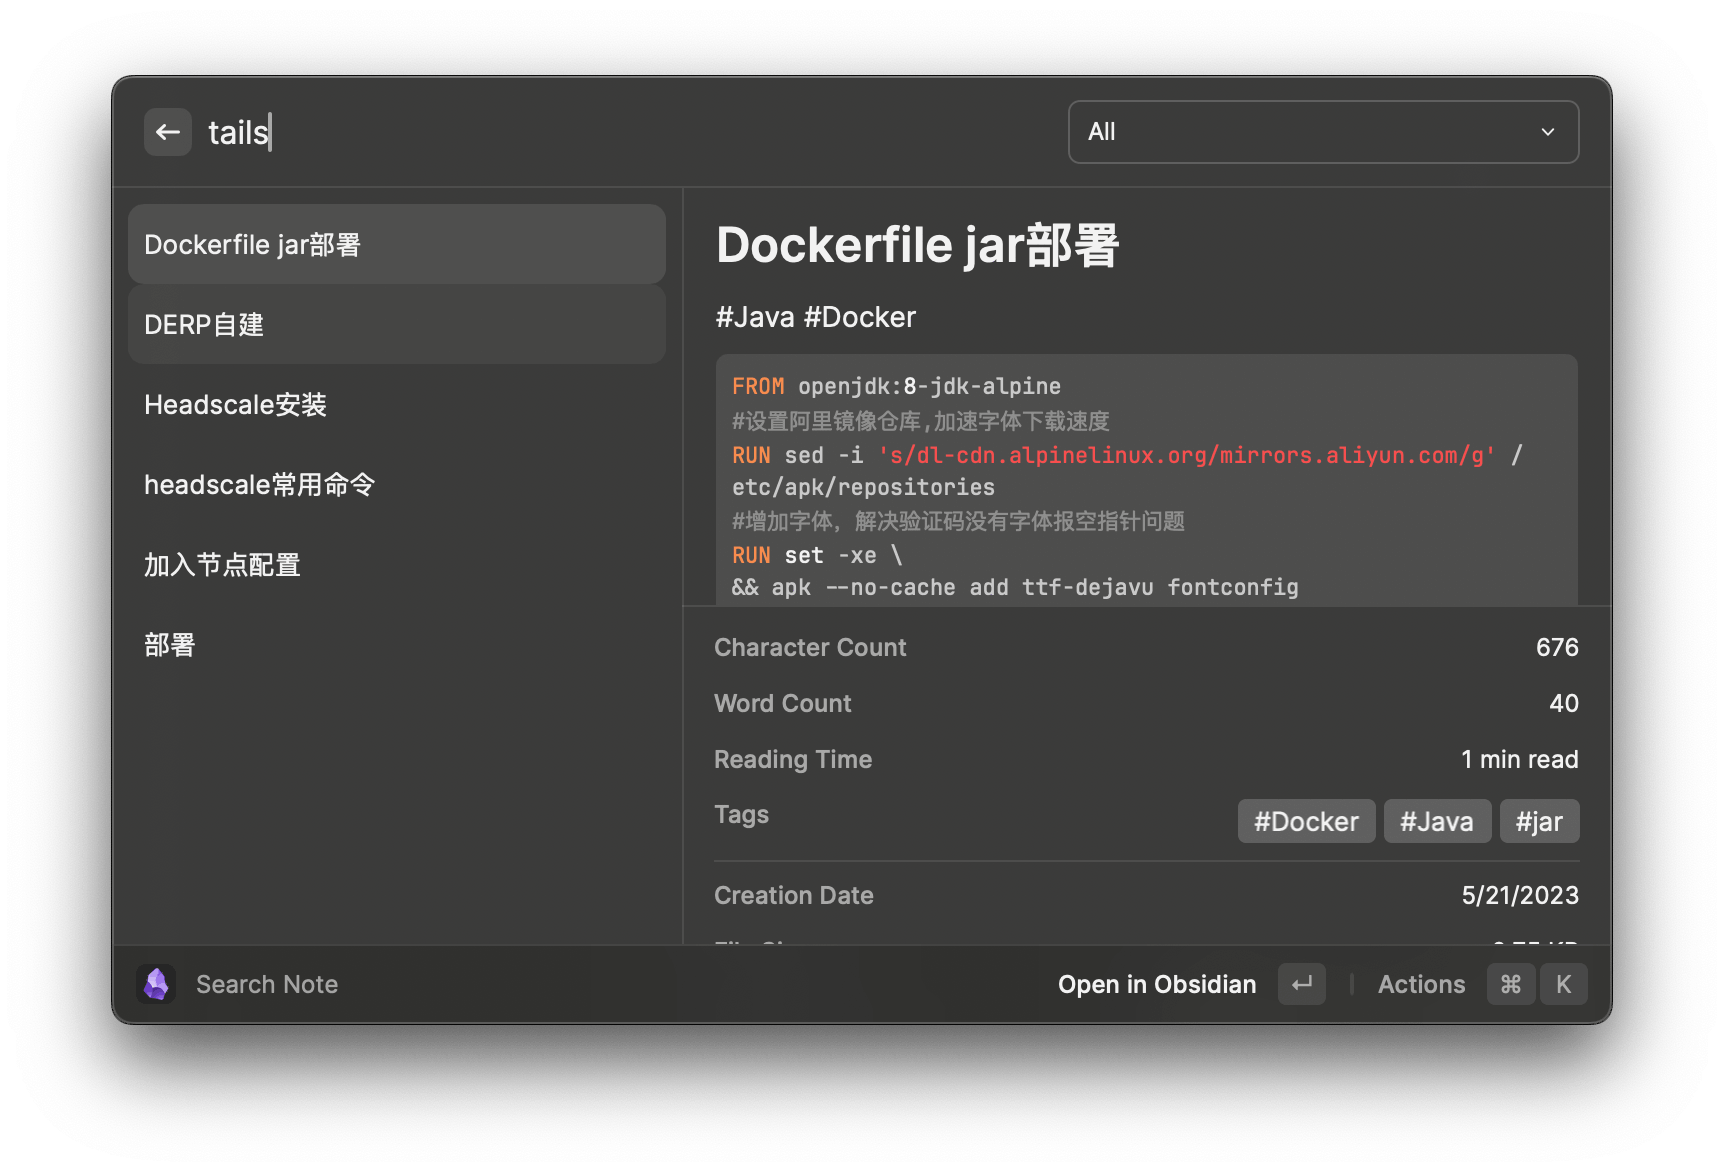 tails
All
Dockerfile jar部署
DERP自建
Headscale安装
headscale常用命令
加入节点配置
部署
Dockerfile jar部署
#Java #Docker
FROM openjdk:8-jdk-alpine
#设置阿里镜像仓库,加速字体下载速度
RUN sed -i 's/dl-cdn.alpinelinux.org/mirrors.aliyun.com/g' /
etc/apk/repositories
#增加字体，解决验证码没有字体报空指针问题
RUN set -xe \
&& apk --no-cache add ttf-dejavu fontconfig
Character Count 676
Word Count 40
Reading Time 1 min read
Tags #Docker #Java #jar
Creation Date 5/21/2023
Search Note Open in Obsidian Actions ⌘ K